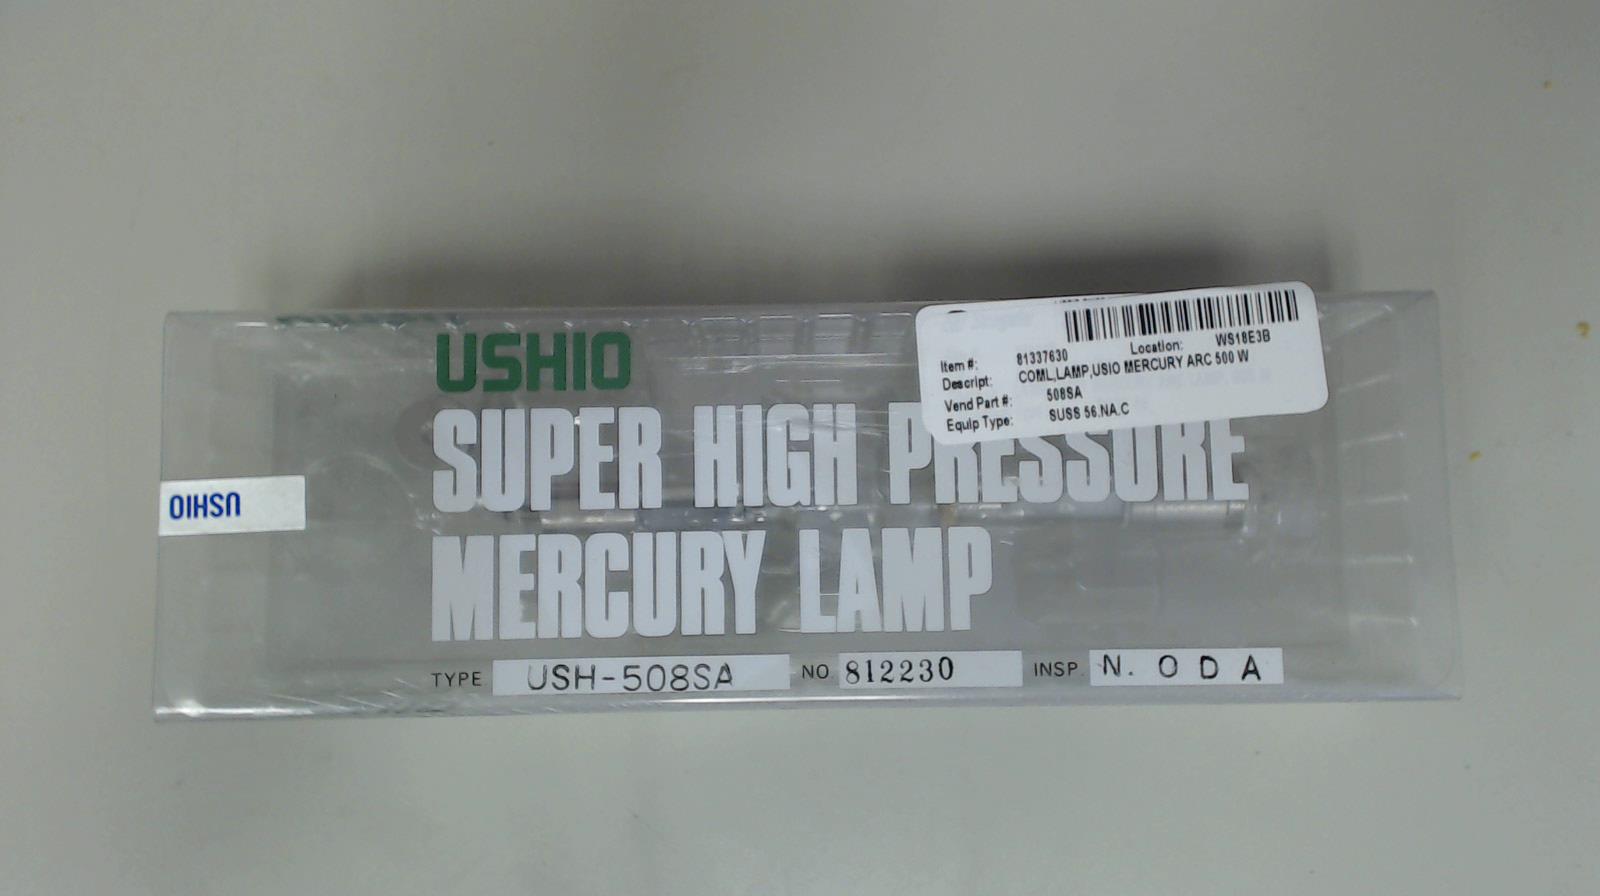 USHIO
SUPER HIGH PRESSURE
MERCURY LAMP
TYPE USH-508SA NO. 812230 INSP. N. ODA
USHIO
Item #: 81337630 Location: WS18E3B
Descript: COML,LAMP,USIO MERCURY ARC 500 W
Vend Part #: 508SA
Equip Type: SUSS 56.NA.C